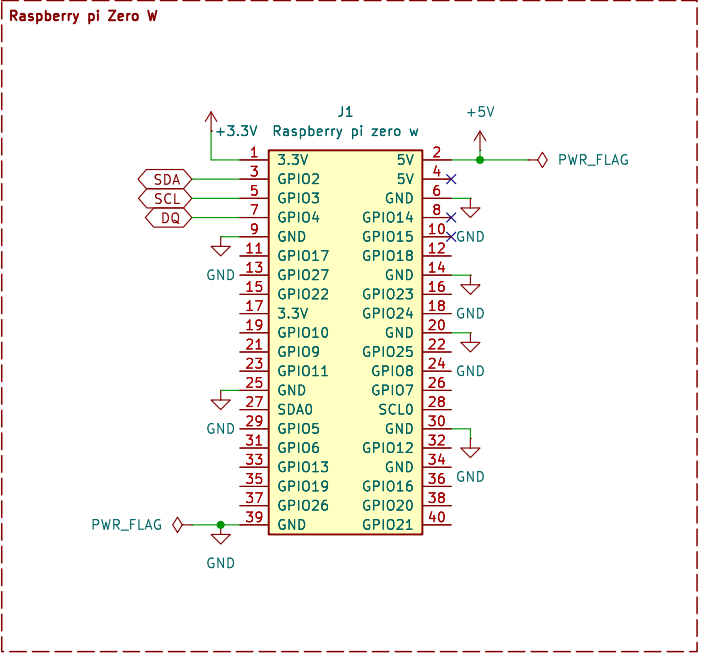 Raspberry pi Zero W
J1
+5V
+3.3V Raspberry pi zero w
1 3.3V 5V 2 PWR_FLAG
SDA 3 GPIO2 5V 4
SCL 5 GPIO3 GND 6
DQ 7 GPIO4 GPIO14 8
9 GND GPIO15 10 GND
11 GPIO17 GPIO18 12
GND 13 GPIO27 GND 14
15 GPIO22 GPIO23 16
17 3.3V GPIO24 18 GND
19 GPIO10 GND 20
21 GPIO9 GPIO25 22
23 GPIO11 GPIO8 24 GND
25 GND GPIO7 26
27 SDA0 SCL0 28
GND 29 GPIO5 GND 30
31 GPIO6 GPIO12 32
33 GPIO13 GND 34
GND
35 GPIO19 GPIO16 36
37 GPIO26 GPIO20 38
PWR_FLAG 39 GND GPIO21 40
GND